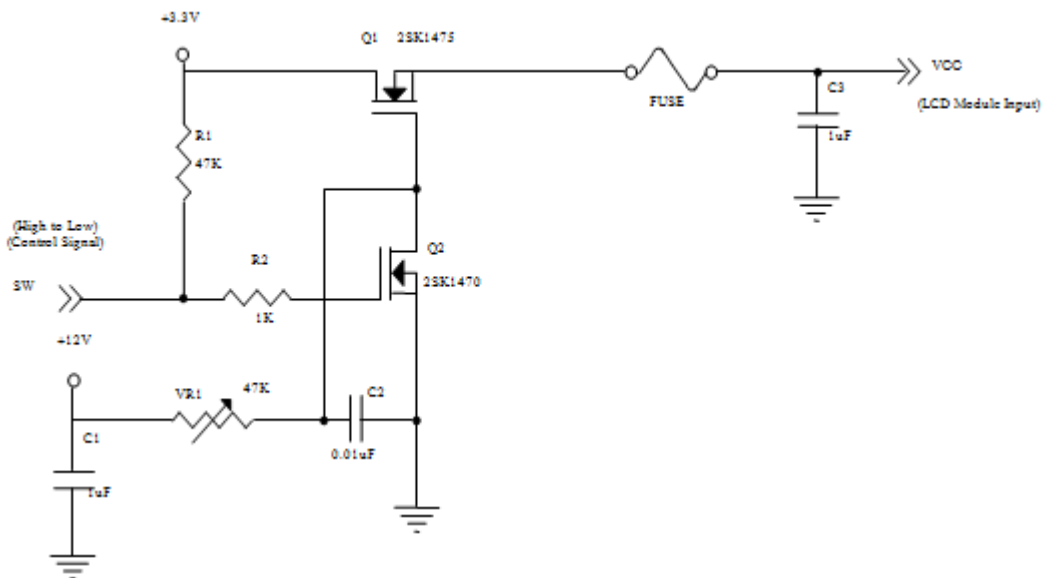 +3.3V
Q1 2SK1475
VCC
FUSE
C3
(LCD Module Input)
R1
1uF
47K
(High to Low)
(Control Signal)
Q2
R2
SW
2SK1470
1K
+12V
VR1
47K
C2
C1
0.01uF
1uF